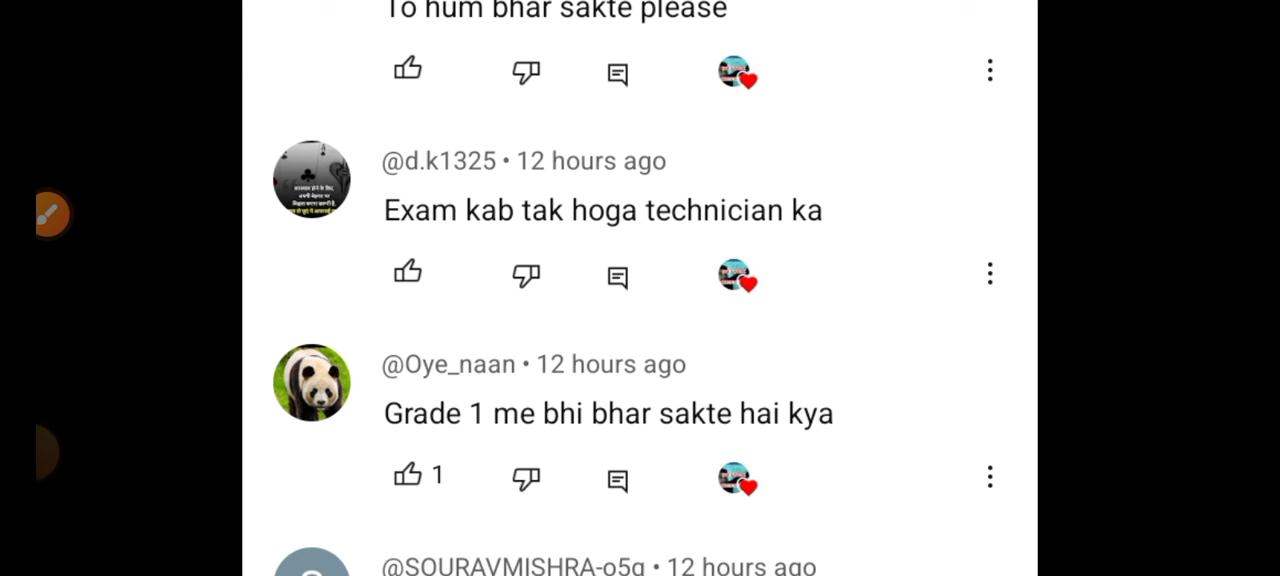 To hum bhar sakte please
@d.k1325 • 12 hours ago
Exam kab tak hoga technician ka
@Oye_naan • 12 hours ago
Grade 1 me bhi bhar sakte hai kya
1
@SOURAVMISHRA-o5g • 12 hours ago